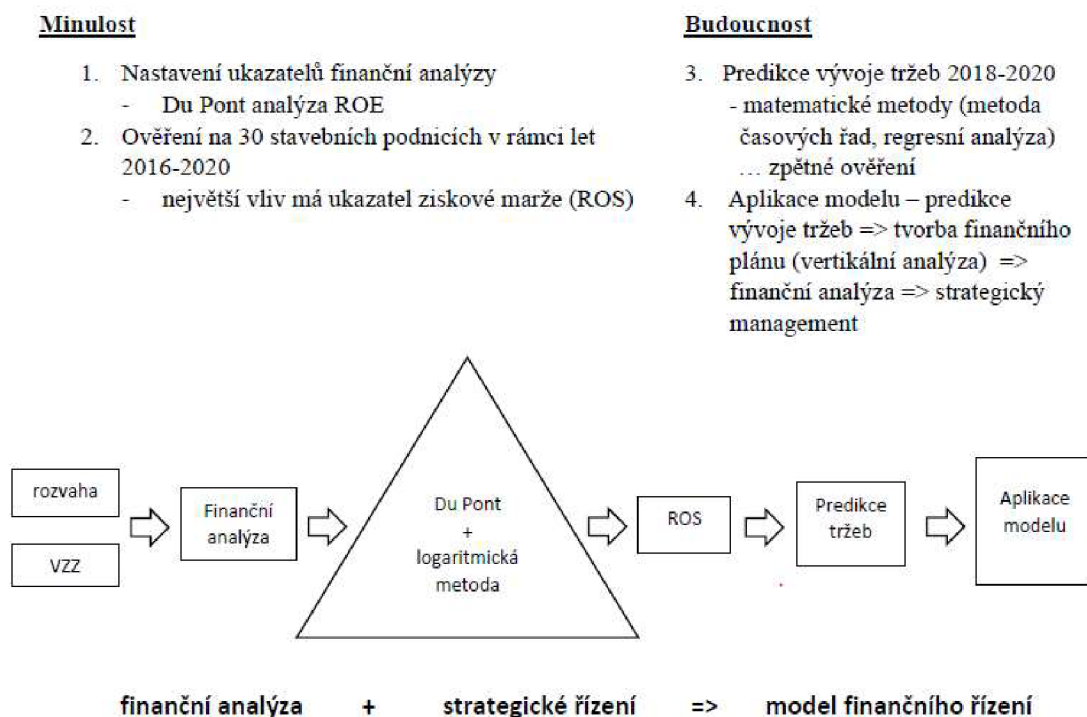 Minulost
1. Nastavení ukazatelů finanční analýzy
- Du Pont analýza ROE
2. Ověření na 30 stavebních podnicích v rámci let
2016-2020
- největší vliv má ukazatel ziskové marže (ROS)
Budoucnost
3. Predikce vývoje tržeb 2018-2020
- matematické metody (metoda
časových řad, regresní analýza)
… zpětné ověření
4. Aplikace modelu – predikce
vývoje tržeb => tvorba finančního
plánu (vertikální analýza) =>
finanční analýza => strategický
management
rozvaha
VZZ
Finanční
analýza
Du Pont
+
logaritmická
metoda
ROS
Predikce
tržeb
Aplikace
modelu
finanční analýza + strategické řízení => model finančního řízení